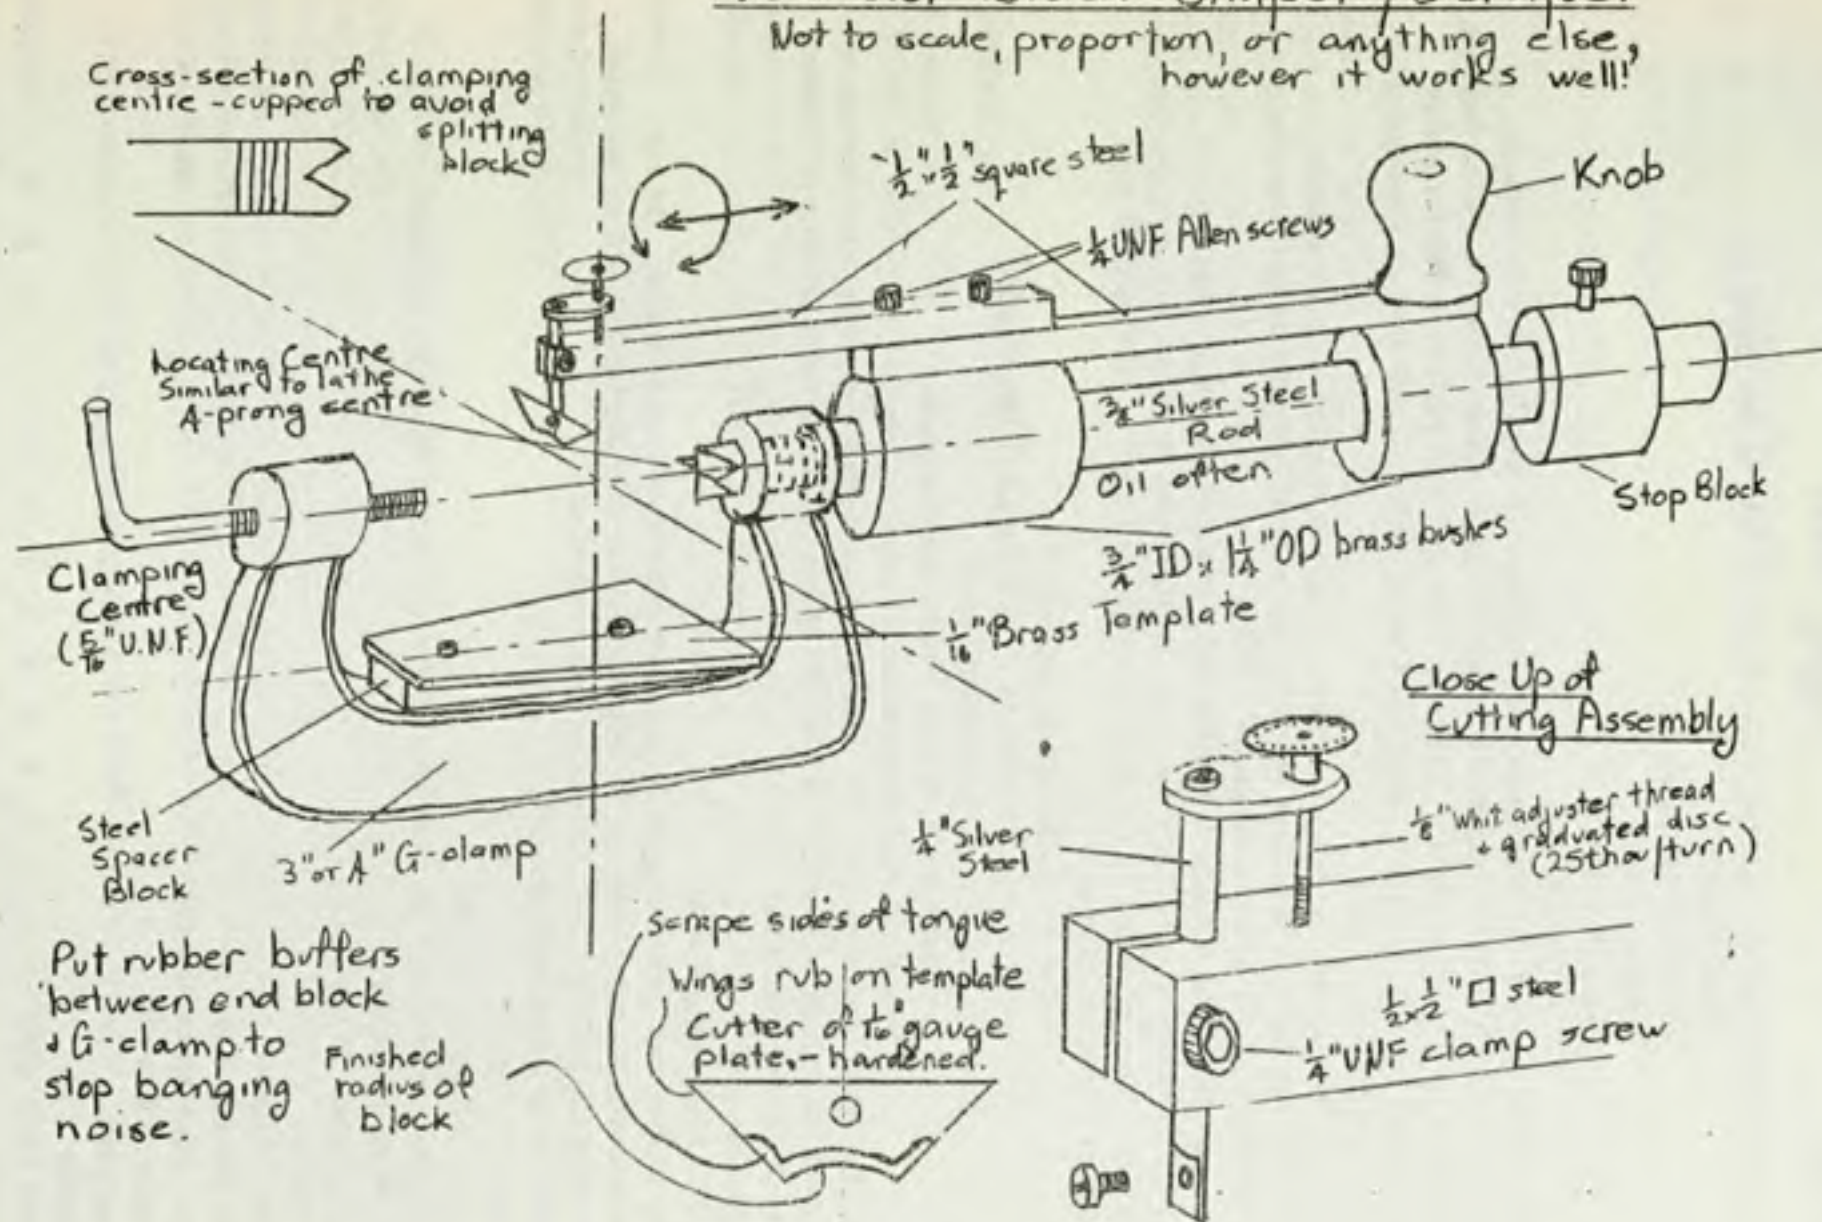 Not to scale, proportion, or anything else,
however it works well!
Cross-section of clamping
centre - cupped to avoid
splitting
block
1/2" x 1/2" square steel
Knob
1/4 UNF Allen screws
Locating Centre
Similar to lathe
4-prong centre
3/4" Silver Steel
Rod
Oil often
Stop Block
3/4" ID x 1 1/4" OD brass bushes
Clamping
Centre
(5/16" U.N.F.)
1/16" Brass Template
Close Up of
Cutting Assembly
Steel
Spacer
Block
3" or 4" G-clamp
1/4" Silver
Steel
1/8" Whit adjuster thread
+ graduated disc
(25thou/turn)
Put rubber buffers
between end block
& G-clamp to
stop banging
noise.
Scrape sides of tongue
Wings rub on template
Cutter of 1/16" gauge
plate, - hardened.
Finished
radius of
block
1/2 x 1/2" □ steel
1/4" UNF clamp screw